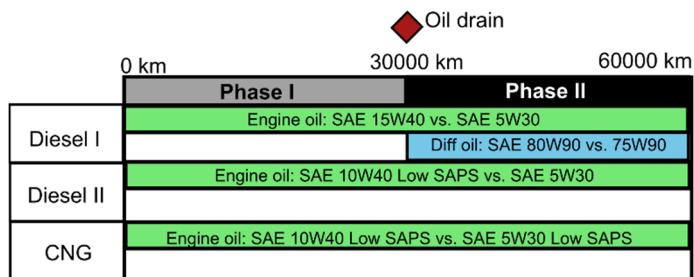 Oil drain
0 km 30000 km 60000 km
Phase I Phase II
Engine oil: SAE 15W40 vs. SAE 5W30
Diesel I
Diff oil: SAE 80W90 vs. 75W90
Engine oil: SAE 10W40 Low SAPS vs. SAE 5W30
Diesel II
Engine oil: SAE 10W40 Low SAPS vs. SAE 5W30 Low SAPS
CNG